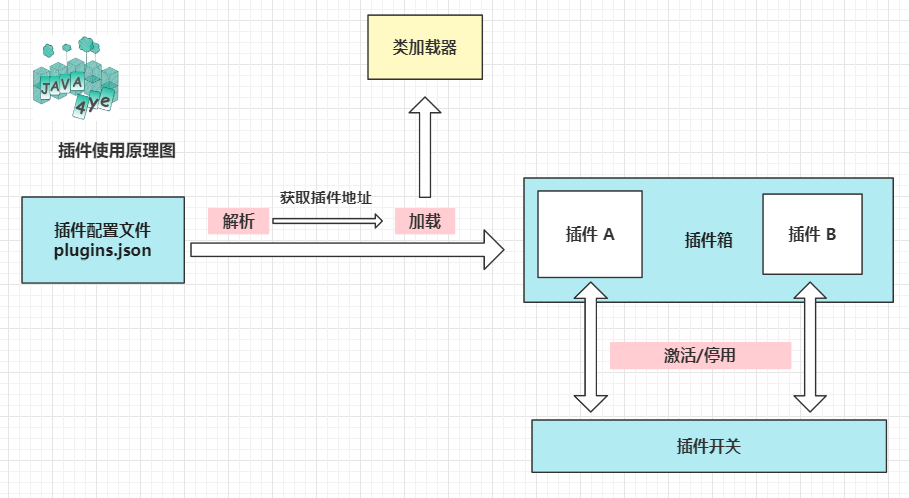 JAVA
4ye
插件使用原理图
类加载器
插件配置文件
plugins.json
解析
获取插件地址
加载
插件 A
插件箱
插件 B
激活/停用
插件开关